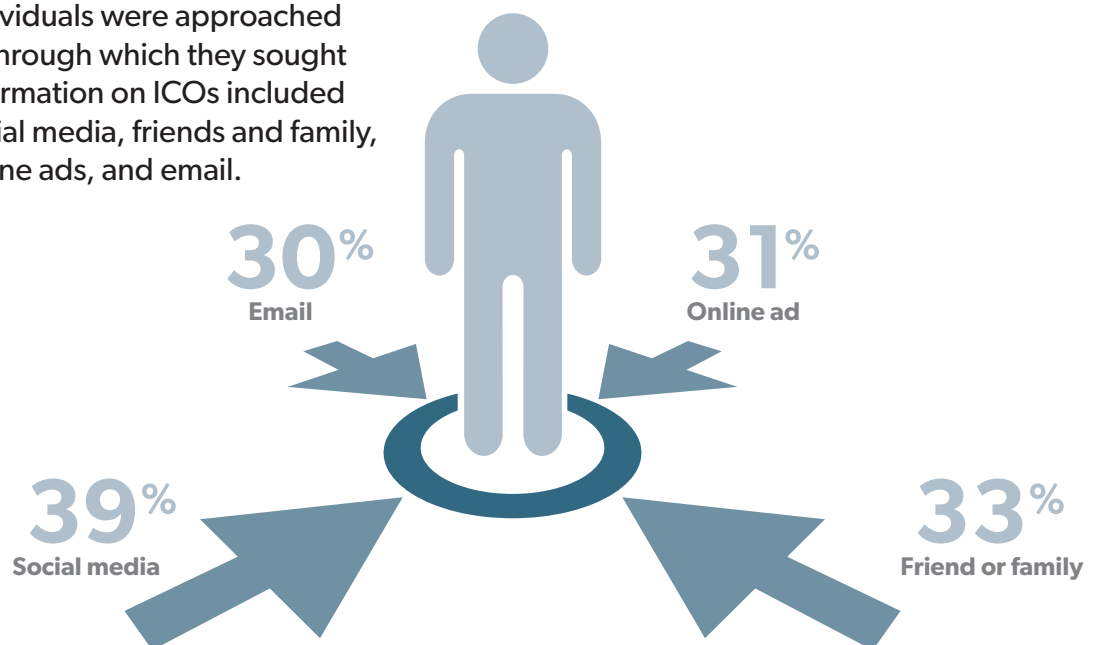 viduals were approached
hrough which they sought
rmation on ICOs included
ial media, friends and family,
ne ads, and email.
30%
Email
31%
Online ad
39%
Social media
33%
Friend or family